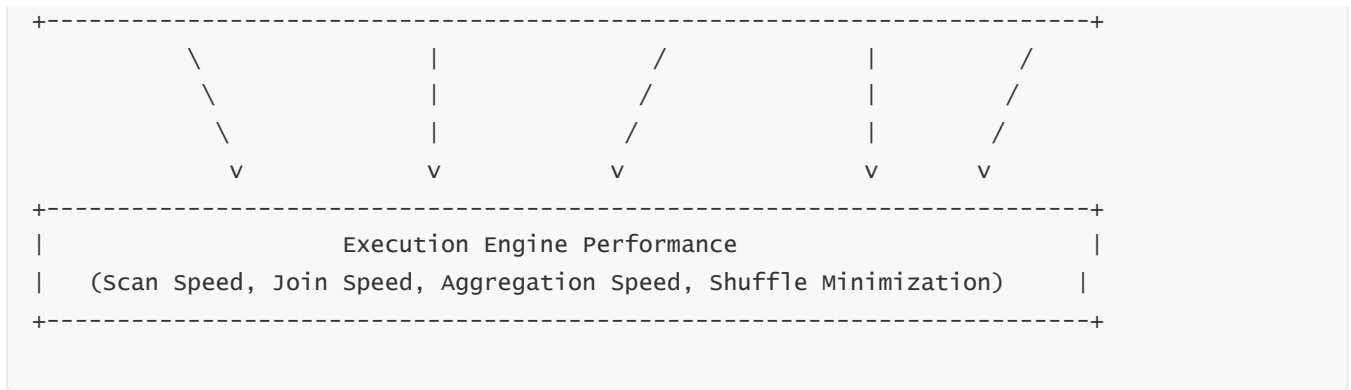 +--------------------------------------------------------------------------+
           \                |               /              |          /
            \               |              /               |         /
             \              |             /                |        /
              v             v            v                 v       v
+--------------------------------------------------------------------------+
|                     Execution Engine Performance                         |
|   (Scan Speed, Join Speed, Aggregation Speed, Shuffle Minimization)     |
+--------------------------------------------------------------------------+